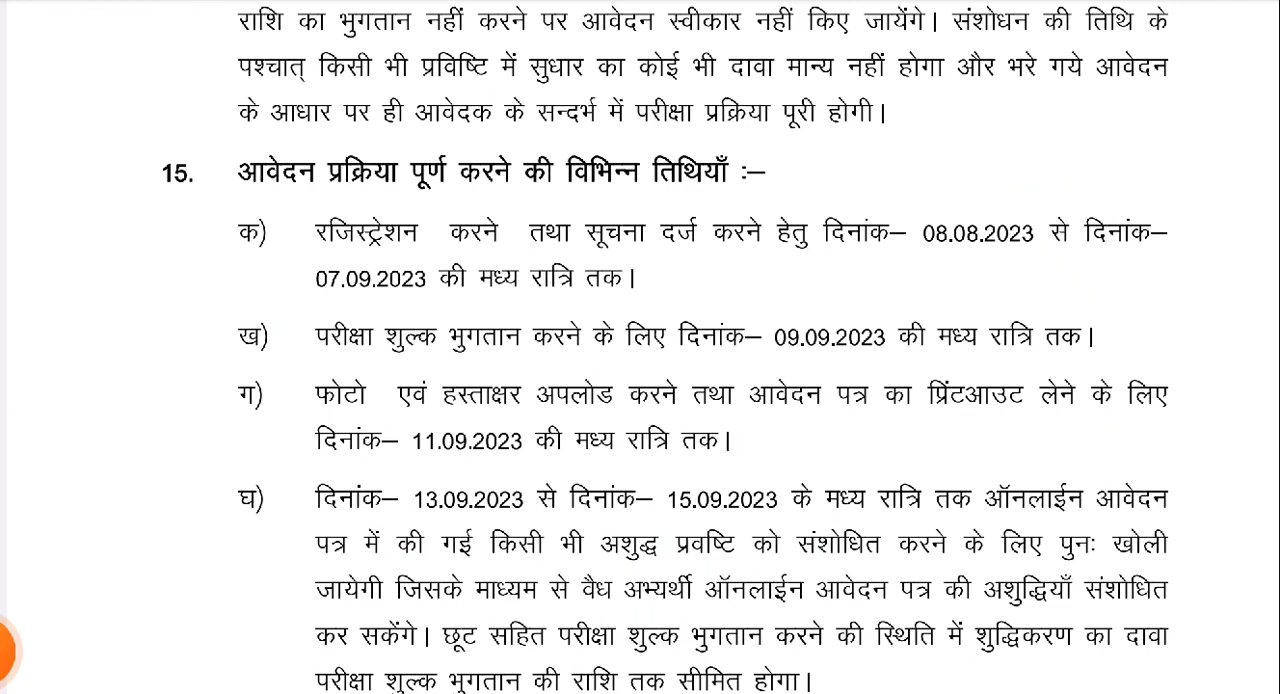 राशि का भुगतान नहीं करने पर आवेदन स्वीकार नहीं किए जायेंगे। संशोधन की तिथि के
पश्चात् किसी भी प्रविष्टि में सुधार का कोई भी दावा मान्य नहीं होगा और भरे गये आवेदन
के आधार पर ही आवेदक के सन्दर्भ में परीक्षा प्रक्रिया पूरी होगी।
15. आवेदन प्रक्रिया पूर्ण करने की विभिन्न तिथियाँ :–
क) रजिस्ट्रेशन करने तथा सूचना दर्ज करने हेतु दिनांक– 08.08.2023 से दिनांक–
07.09.2023 की मध्य रात्रि तक।
ख) परीक्षा शुल्क भुगतान करने के लिए दिनांक– 09.09.2023 की मध्य रात्रि तक।
ग) फोटो एवं हस्ताक्षर अपलोड करने तथा आवेदन पत्र का प्रिंटआउट लेने के लिए
दिनांक– 11.09.2023 की मध्य रात्रि तक।
घ) दिनांक– 13.09.2023 से दिनांक– 15.09.2023 के मध्य रात्रि तक ऑनलाईन आवेदन
पत्र में की गई किसी भी अशुद्ध प्रवष्टि को संशोधित करने के लिए पुनः खोली
जायेगी जिसके माध्यम से वैध अभ्यर्थी ऑनलाईन आवेदन पत्र की अशुद्धियाँ संशोधित
कर सकेंगे। छूट सहित परीक्षा शुल्क भुगतान करने की स्थिति में शुद्धिकरण का दावा
परीक्षा शुल्क भुगतान की राशि तक सीमित होगा।